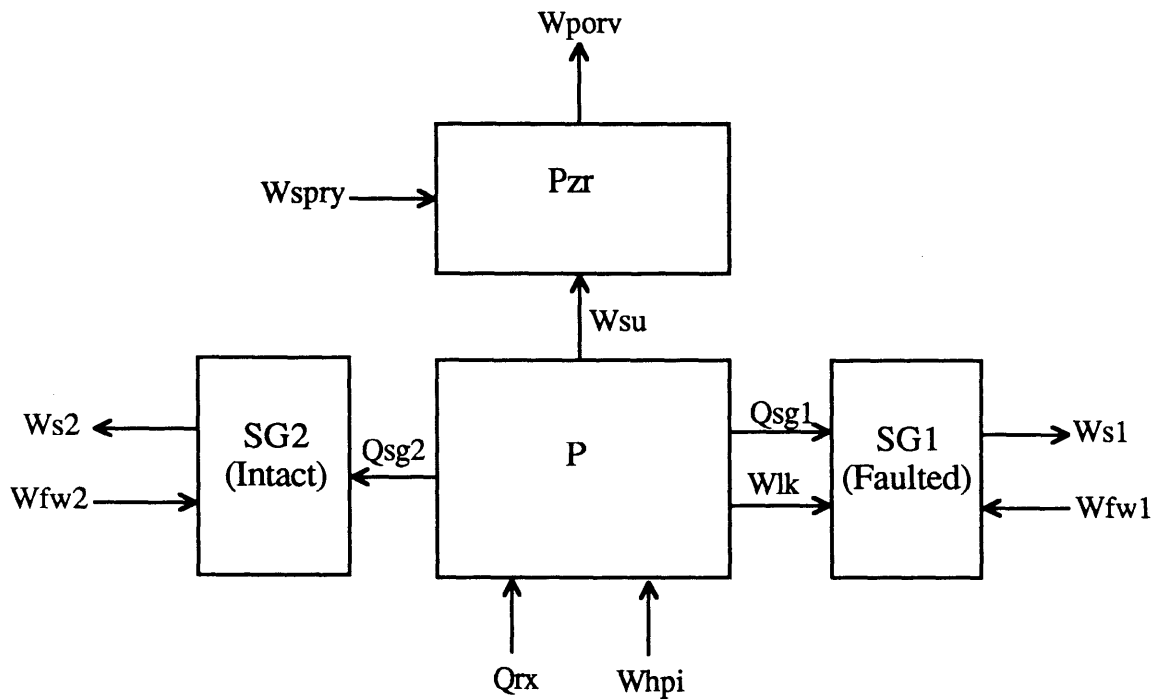 Wporv
Pzr
Wspry
Wsu
Ws2
SG2
(Intact)
Qsg2
Wfw2
P
Qsg1
Wlk
SG1
(Faulted)
Ws1
Wfw1
Qrx
Whpi